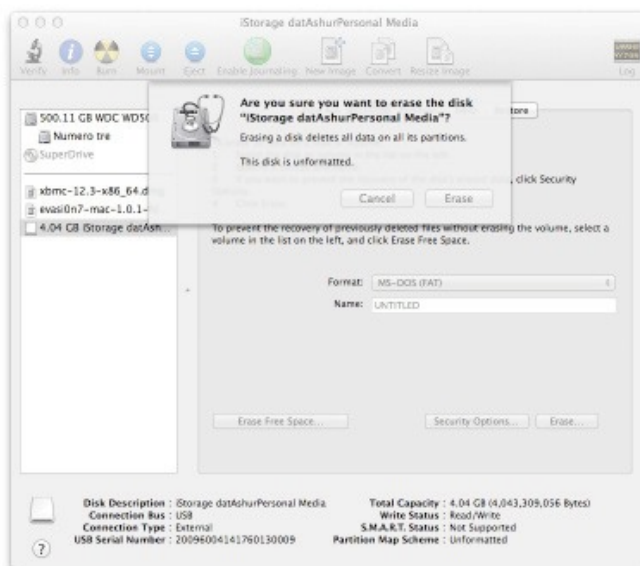 iStorage datAshurPersonal Media
Verify Info Burn Mount Eject Enable Journaling New Image Convert Resize Image Log
Are you sure you want to erase the disk
"iStorage datAshurPersonal Media"?
Erasing a disk deletes all data on all its partitions.
This disk is unformatted.
Cancel Erase
500.11 GB WDC WD50
Numero tre
SuperDrive
xbmc-12.3-x86_64.d
evasi0n7-mac-1.0.1-
4.04 GB iStorage datAsh...
tore
click Security
To prevent the recovery of previously deleted files without erasing the volume, select a
volume in the list on the left, and click Erase Free Space.
Format: MS-DOS (FAT)
Name: UNTITLED
Erase Free Space... Security Options... Erase...
Disk Description : iStorage datAshurPersonal Media
Connection Bus : USB
Connection Type : External
USB Serial Number : 20096004141760130009
Total Capacity : 4.04 GB (4,043,309,056 Bytes)
Write Status : Read/Write
S.M.A.R.T. Status : Not Supported
Partition Map Scheme : Unformatted
?